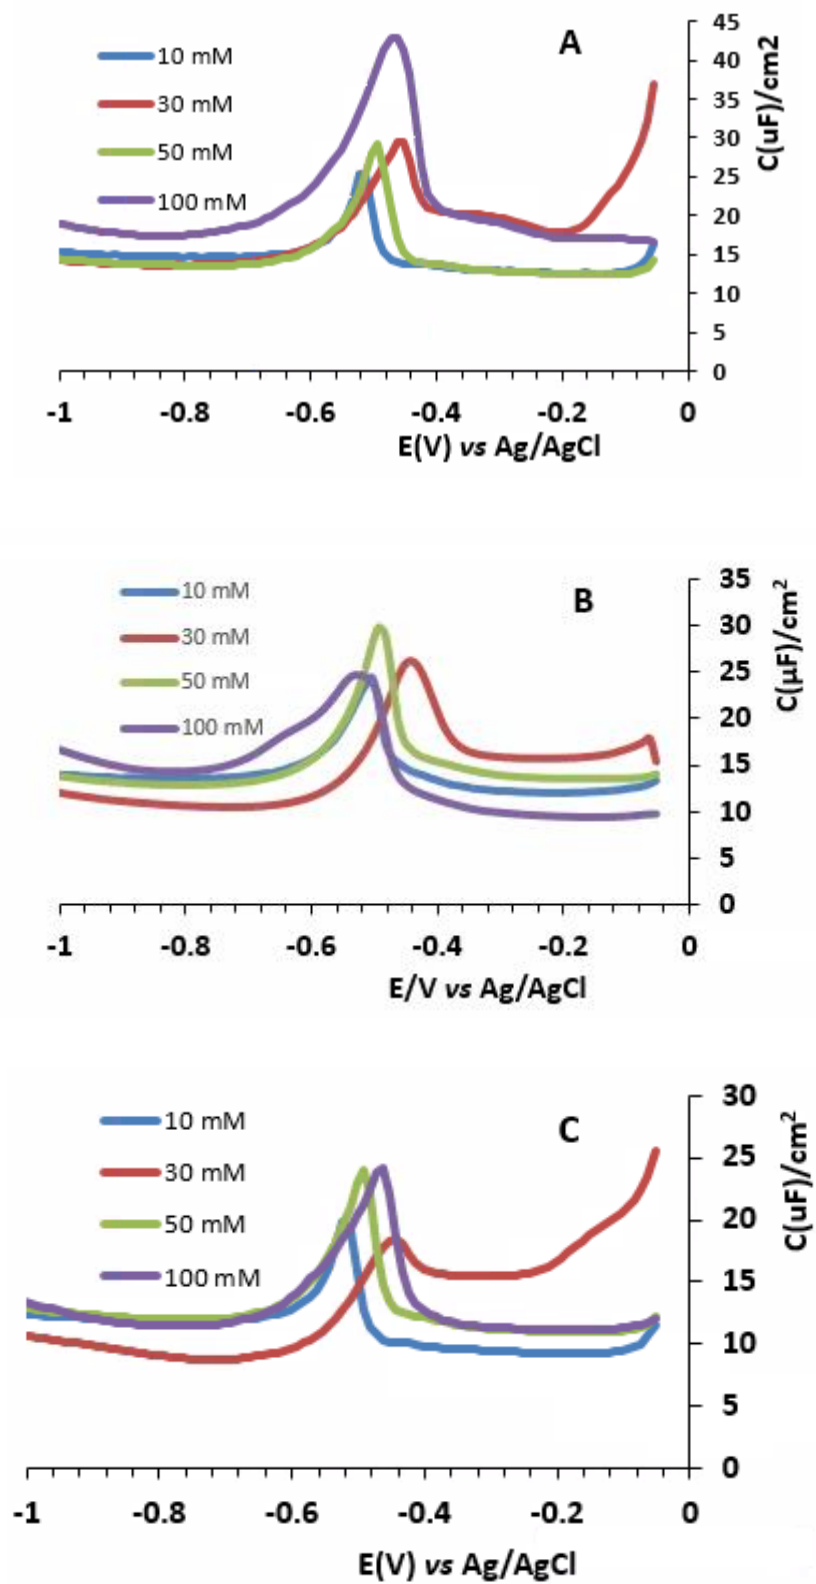 A
10 mM
30 mM
50 mM
100 mM
45
40
35
30
25
20
15
10
5
0
C(uF)/cm2
-1 -0.8 -0.6 -0.4 -0.2 0
E(V) vs Ag/AgCl
B
10 mM
30 mM
50 mM
100 mM
35
30
25
20
15
10
5
0
C(µF)/cm²
-1 -0.8 -0.6 -0.4 -0.2 0
E/V vs Ag/AgCl
C
10 mM
30 mM
50 mM
100 mM
30
25
20
15
10
5
0
C(uF)/cm²
-1 -0.8 -0.6 -0.4 -0.2 0
E(V) vs Ag/AgCl